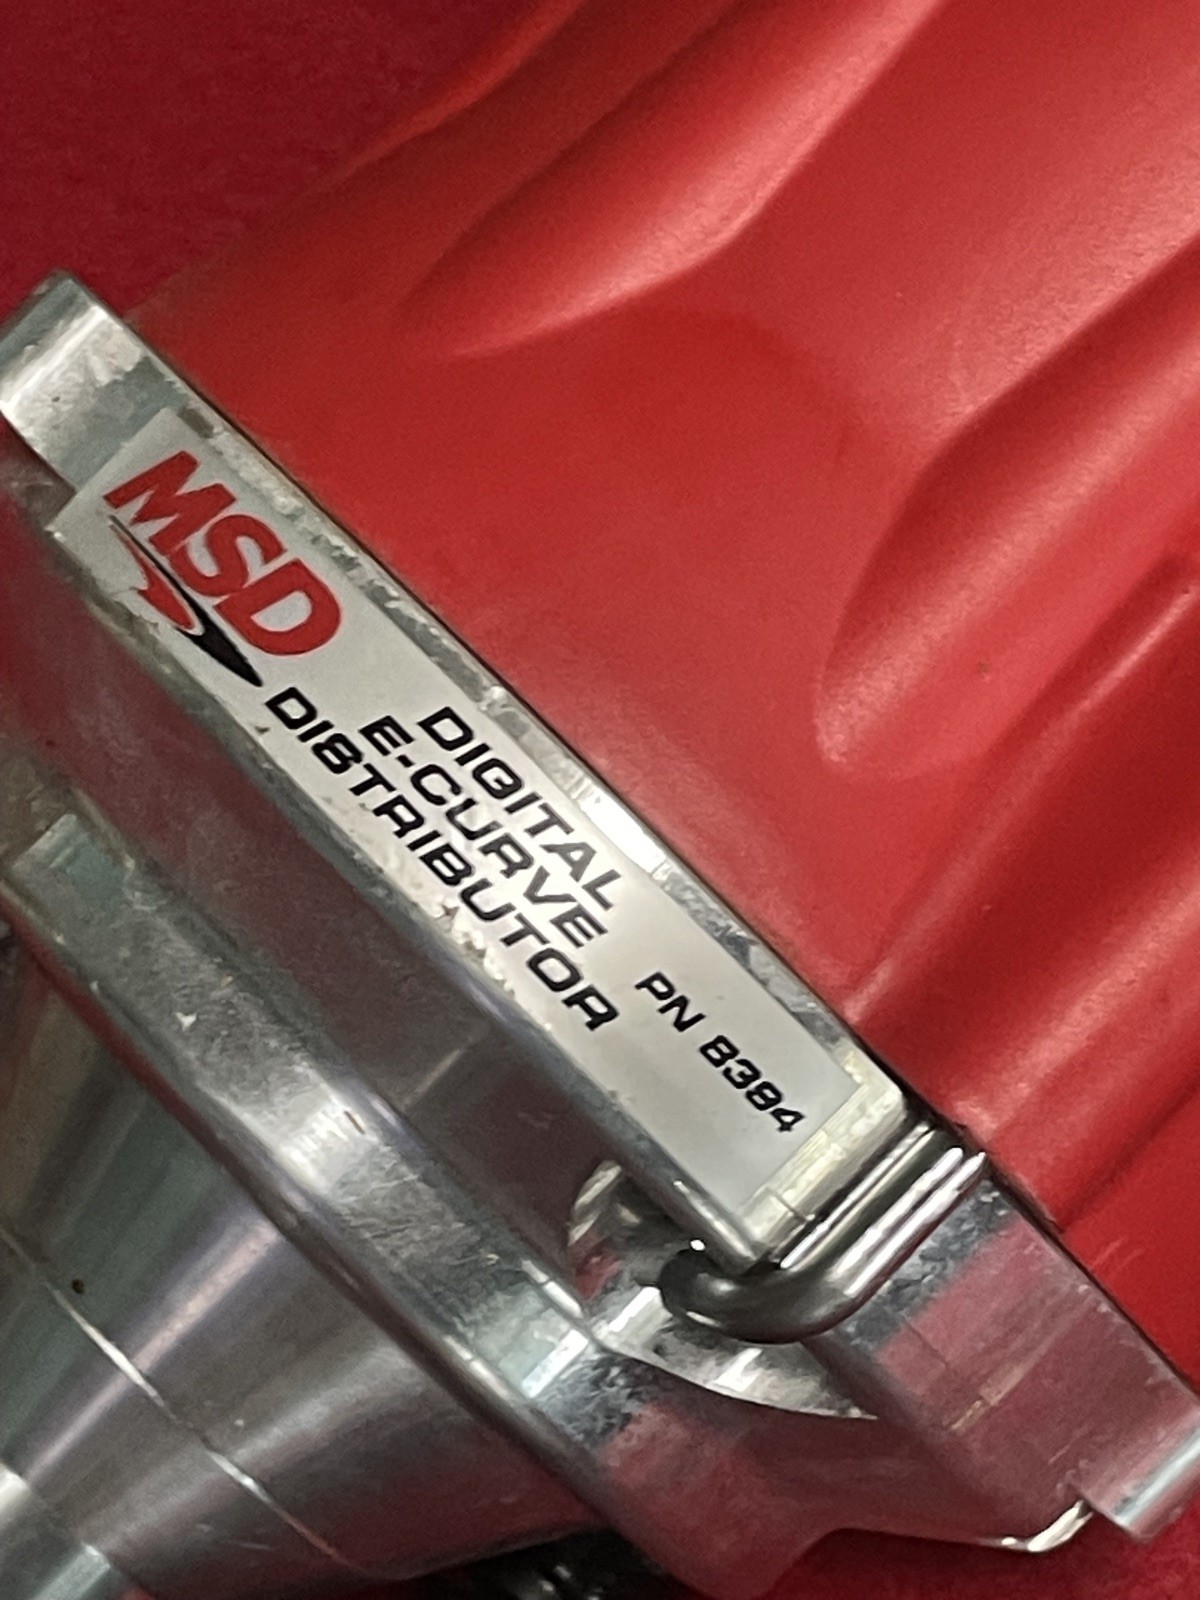 MSD
DIGITAL
E-CURVE
DISTRIBUTOR
PN 8384